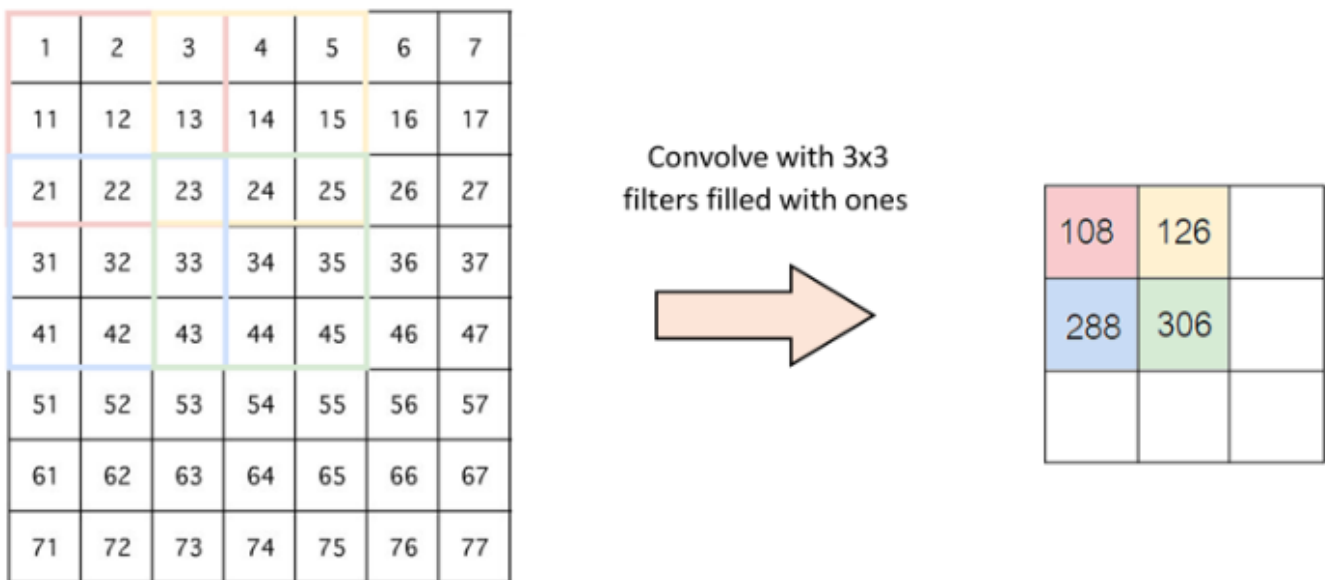 1 2 3 4 5 6 7
11 12 13 14 15 16 17
21 22 23 24 25 26 27
31 32 33 34 35 36 37
41 42 43 44 45 46 47
51 52 53 54 55 56 57
61 62 63 64 65 66 67
71 72 73 74 75 76 77
Convolve with 3x3
filters filled with ones
108 126
288 306